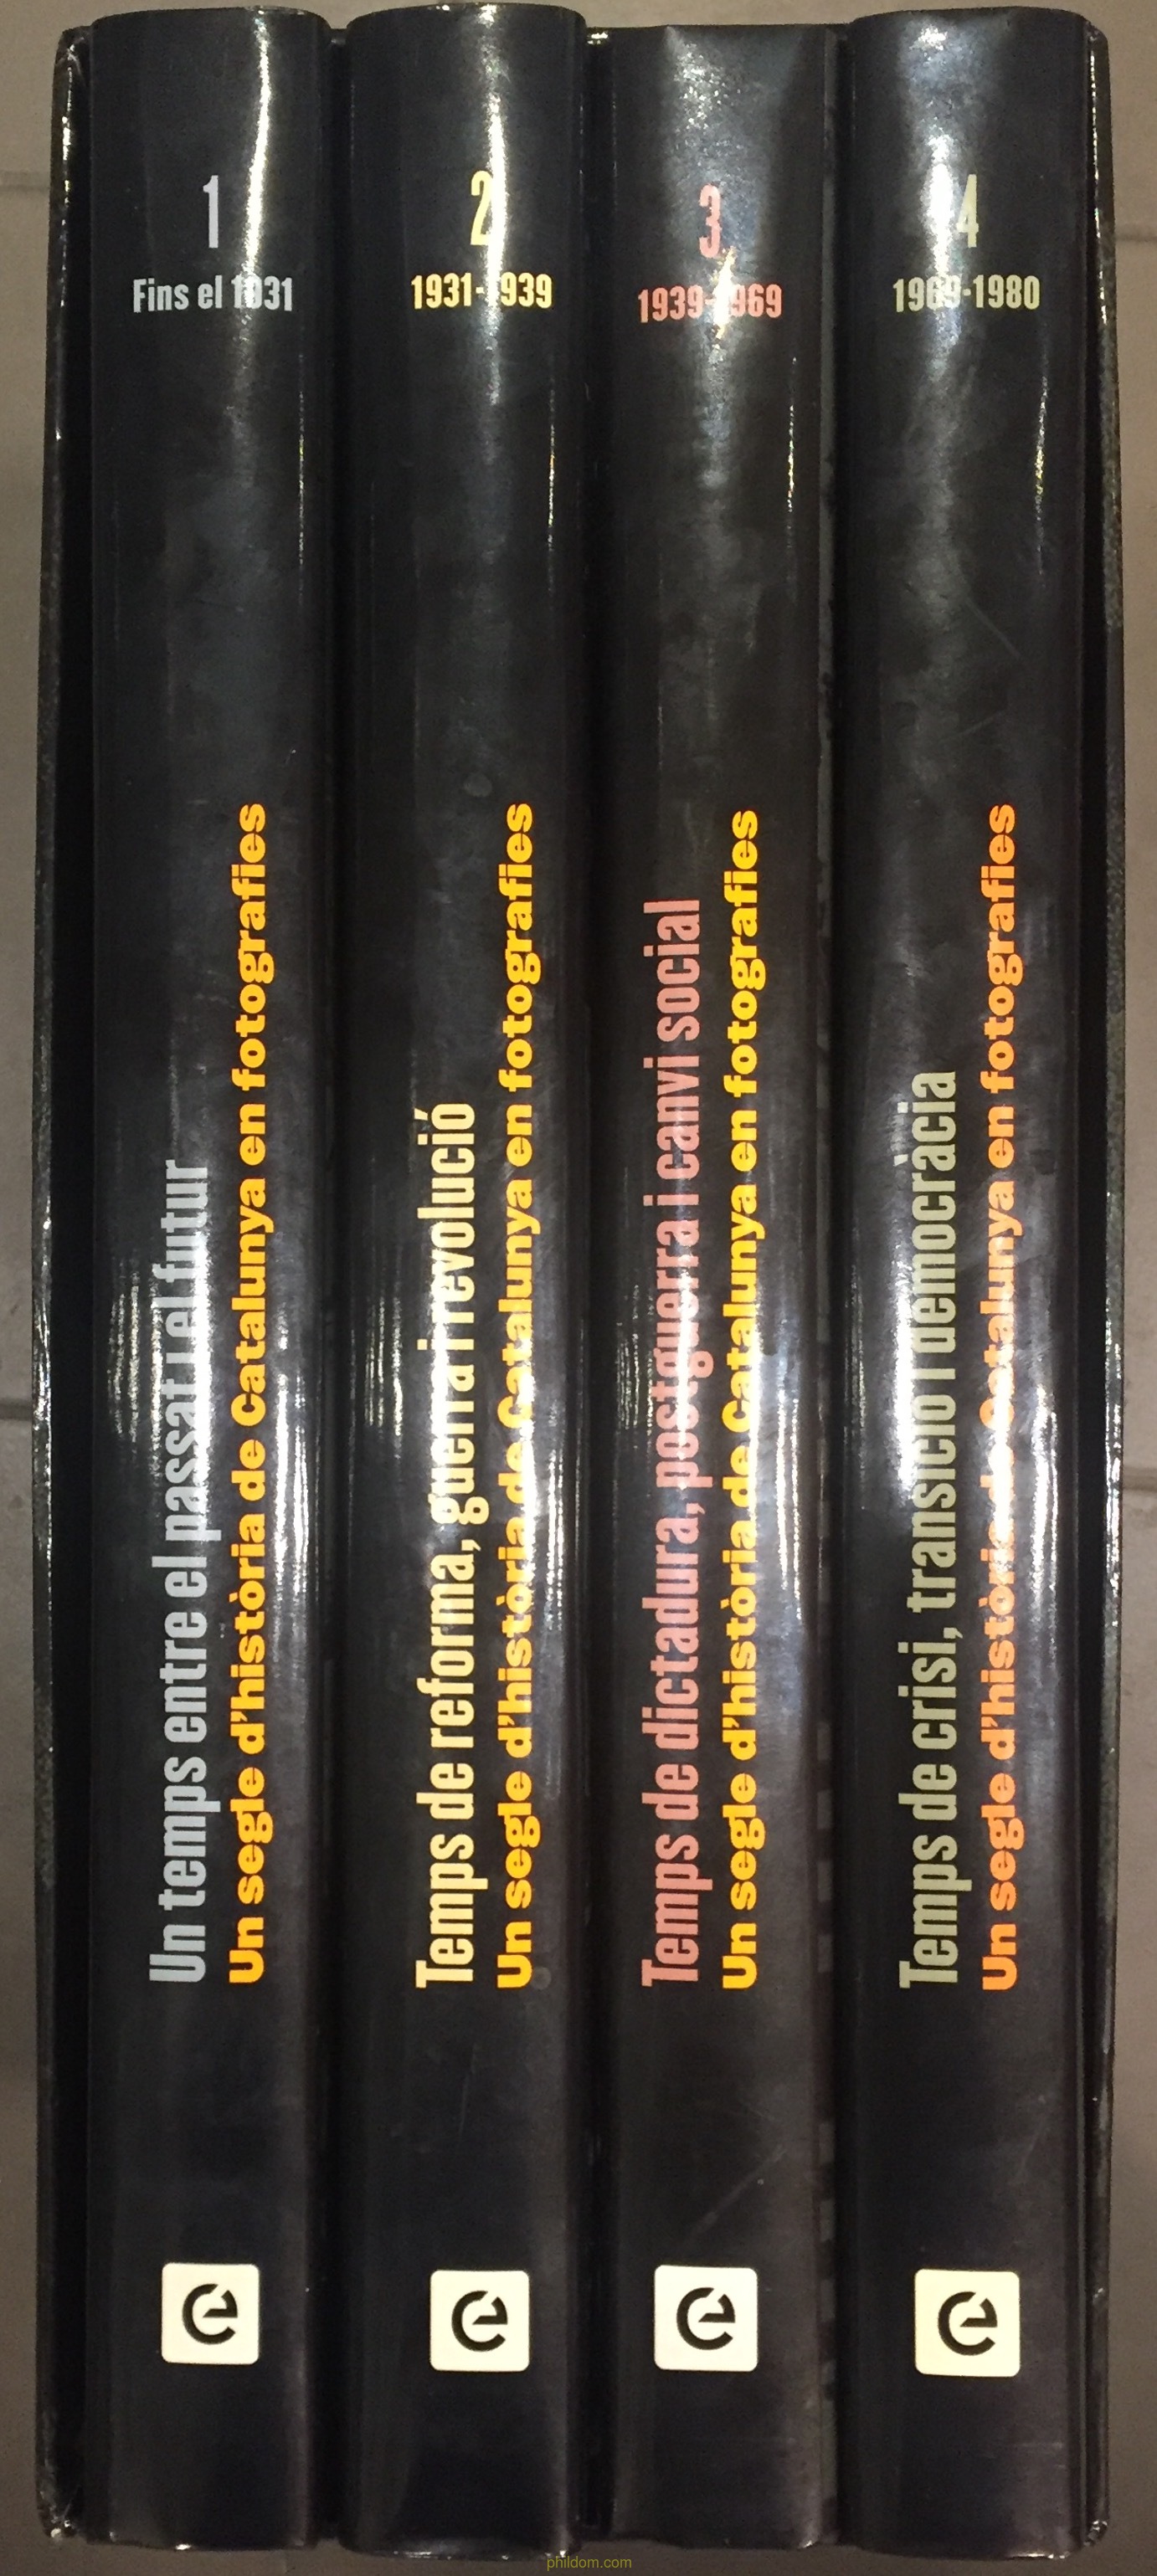 1
Fins el 1931
Un temps entre el passat i el futur
Un segle d'història de Catalunya en fotografies
e
2
1931-1939
Temps de reforma, guerra i revolució
Un segle d'història de Catalunya en fotografies
e
3
1939-1969
Temps de dictadura, postguerra i canvi social
Un segle d'història de Catalunya en fotografies
e
4
1969-1980
Temps de crisi, transició i democràcia
Un segle d'història de Catalunya en fotografies
e
phildom.com